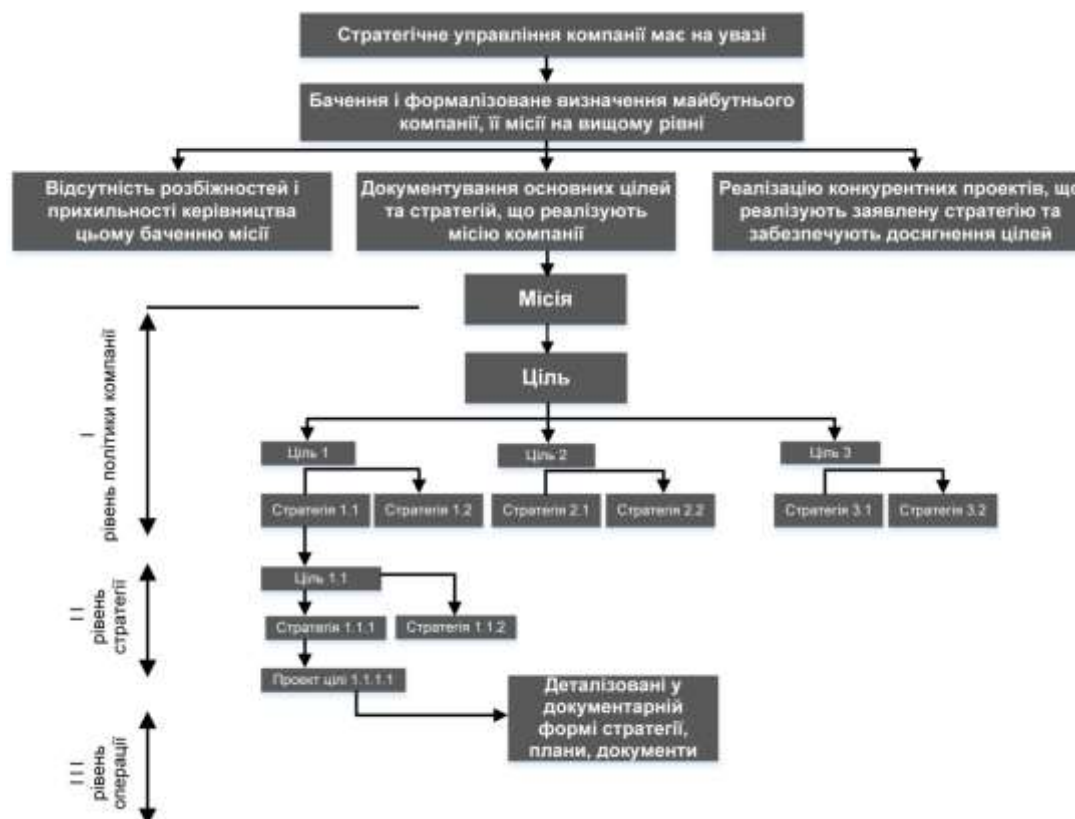 Стратегічне управління компанії має на увазі
Бачення і формалізоване визначення майбутнього
компанії, її місії на вищому рівні
Відсутність розбіжностей і
прихильності керівництва
цьому баченню місії
Документування основних цілей
та стратегій, що реалізують
місію компанії
Реалізацію конкурентних проектів, що
реалізують заявлену стратегію та
забезпечують досягнення цілей
Місія
Ціль
I
рівень політики компанії
Ціль 1
Ціль 2
Ціль 3
Стратегія 1.1
Стратегія 1.2
Стратегія 2.1
Стратегія 2.2
Стратегія 3.1
Стратегія 3.2
I I
рівень
стратегії
Ціль 1.1
Стратегія 1.1.1
Стратегія 1.1.2
Проект цілі 1.1.1.1
Деталізовані у
документарній
формі стратегії,
плани, документи
I I I
рівень
операції